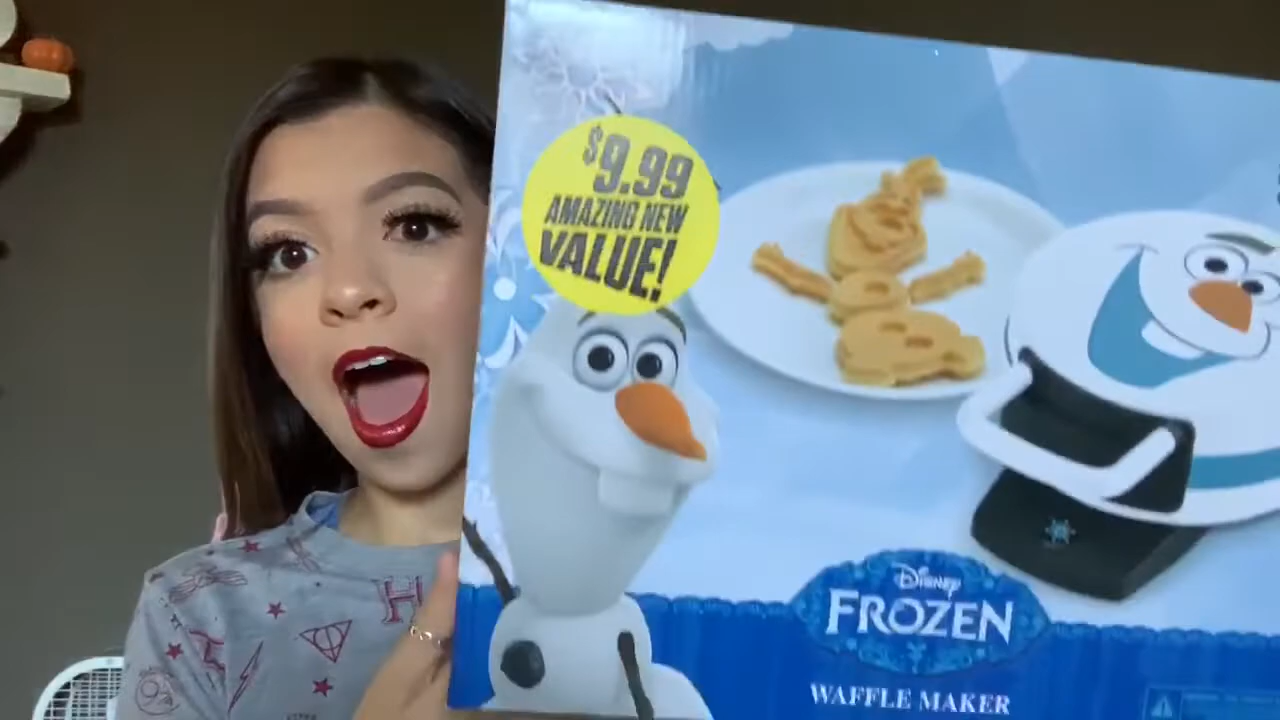 $9.99
AMAZING NEW
VALUE!
Disney
FROZEN
WAFFLE MAKER
H